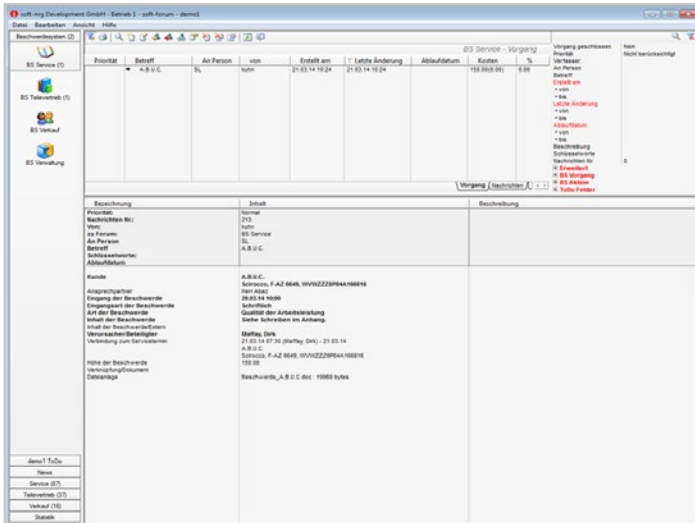 soft-nrg Development GmbH - Betrieb 1 - soft-forum - demo1
Datei Bearbeiten Ansicht Hilfe
Beschwerdesystem (2)
BS Service (1)
BS Teilevertrieb (1)
BS Verkauf
BS Verwaltung
demo1 ToDo
News
Service (87)
Teilevertrieb (37)
Verkauf (16)
Statistik
BS Service - Vorgang
Priorität Betreff An Person von Erstellt am Letzte Änderung Ablaufdatum Kosten %
A.B.U.C. SL kuhn 21.03.14 10:24 21.03.14 10:24 150.00(0.00) 0.00
Vorgang Nachrichten
Vorgang geschlossen Nein
Priorität Nicht berücksichtigt
Verfasser
An Person
Betreff
Erstellt am
von
bis
Letzte Änderung
von
bis
Ablaufdatum
von
bis
Beschreibung
Schlüsselworte
Nachrichten Nr. 0
Erweitert
BS Vorgang
BS Aktion
ToDo Felder
Bezeichnung Inhalt Beschreibung
Priorität: Normal
Nachrichten Nr.: 213
Von: kuhn
zu Forum: BS Service
An Person SL
Betreff A.B.U.C.
Schlüsselworte:
Ablaufdatum
Kunde A.B.U.C.
Scirocco, F-AZ 6649,
Ansprechpartner Herr Abaz
Eingang der Beschwerde 20.03.14 10:00
Eingangsart der Beschwerde Schriftlich
Art der Beschwerde Qualität der Arbeitsleistung
Inhalt der Beschwerde Siehe Schreiben im Anhang.
Inhalt der Beschwerde/Extern
Verursacher/Beteiligter Maffay, Dirk
Verbindung zum Servicetermin 21.03.14 07:30 (Maffay, Dirk) - 21.03.14
A.B.U.C.
Scirocco, F-AZ 6649,
Höhe der Beschwerde 150.00
Verknüpfung/Dokument
Dateianlage Beschwerde_A.B.U.C.doc : 19968 bytes